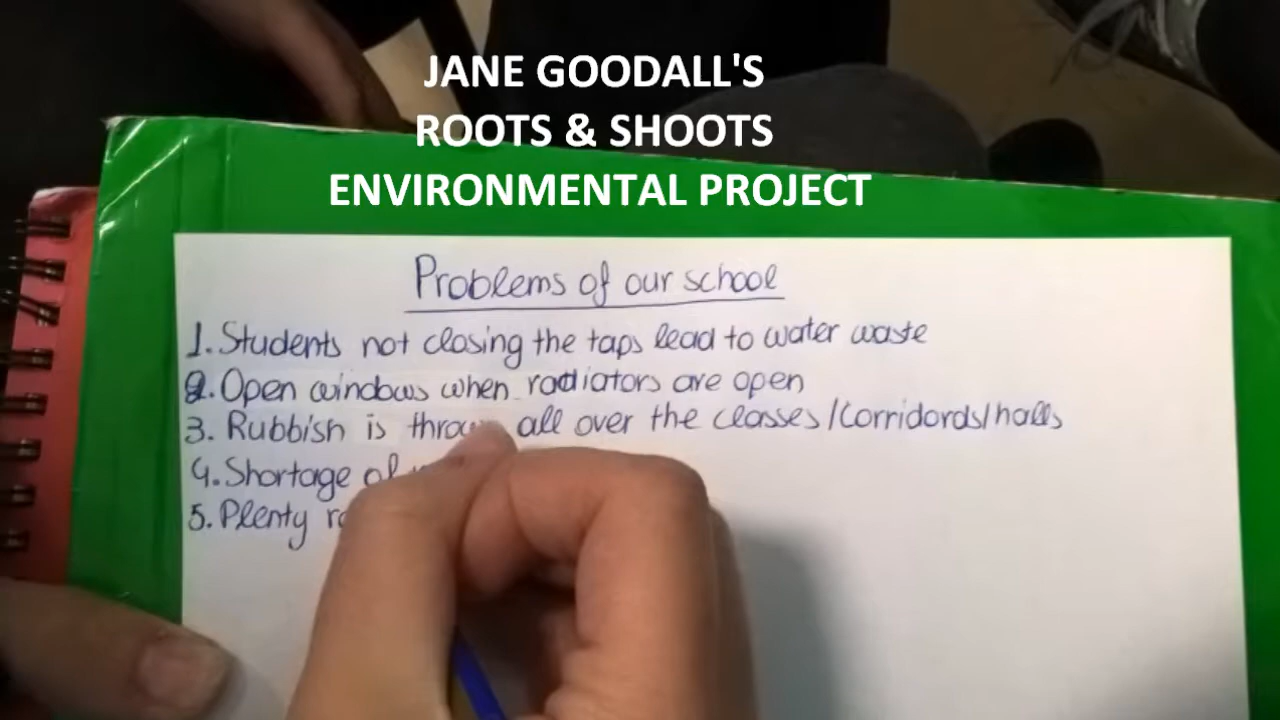 JANE GOODALL'S
ROOTS & SHOOTS
ENVIRONMENTAL PROJECT
Problems of our school
1. Students not closing the taps lead to water waste
2. Open windows when radiators are open
3. Rubbish is all over the classes/corridords/halls
4. Shortage of
5. Plenty